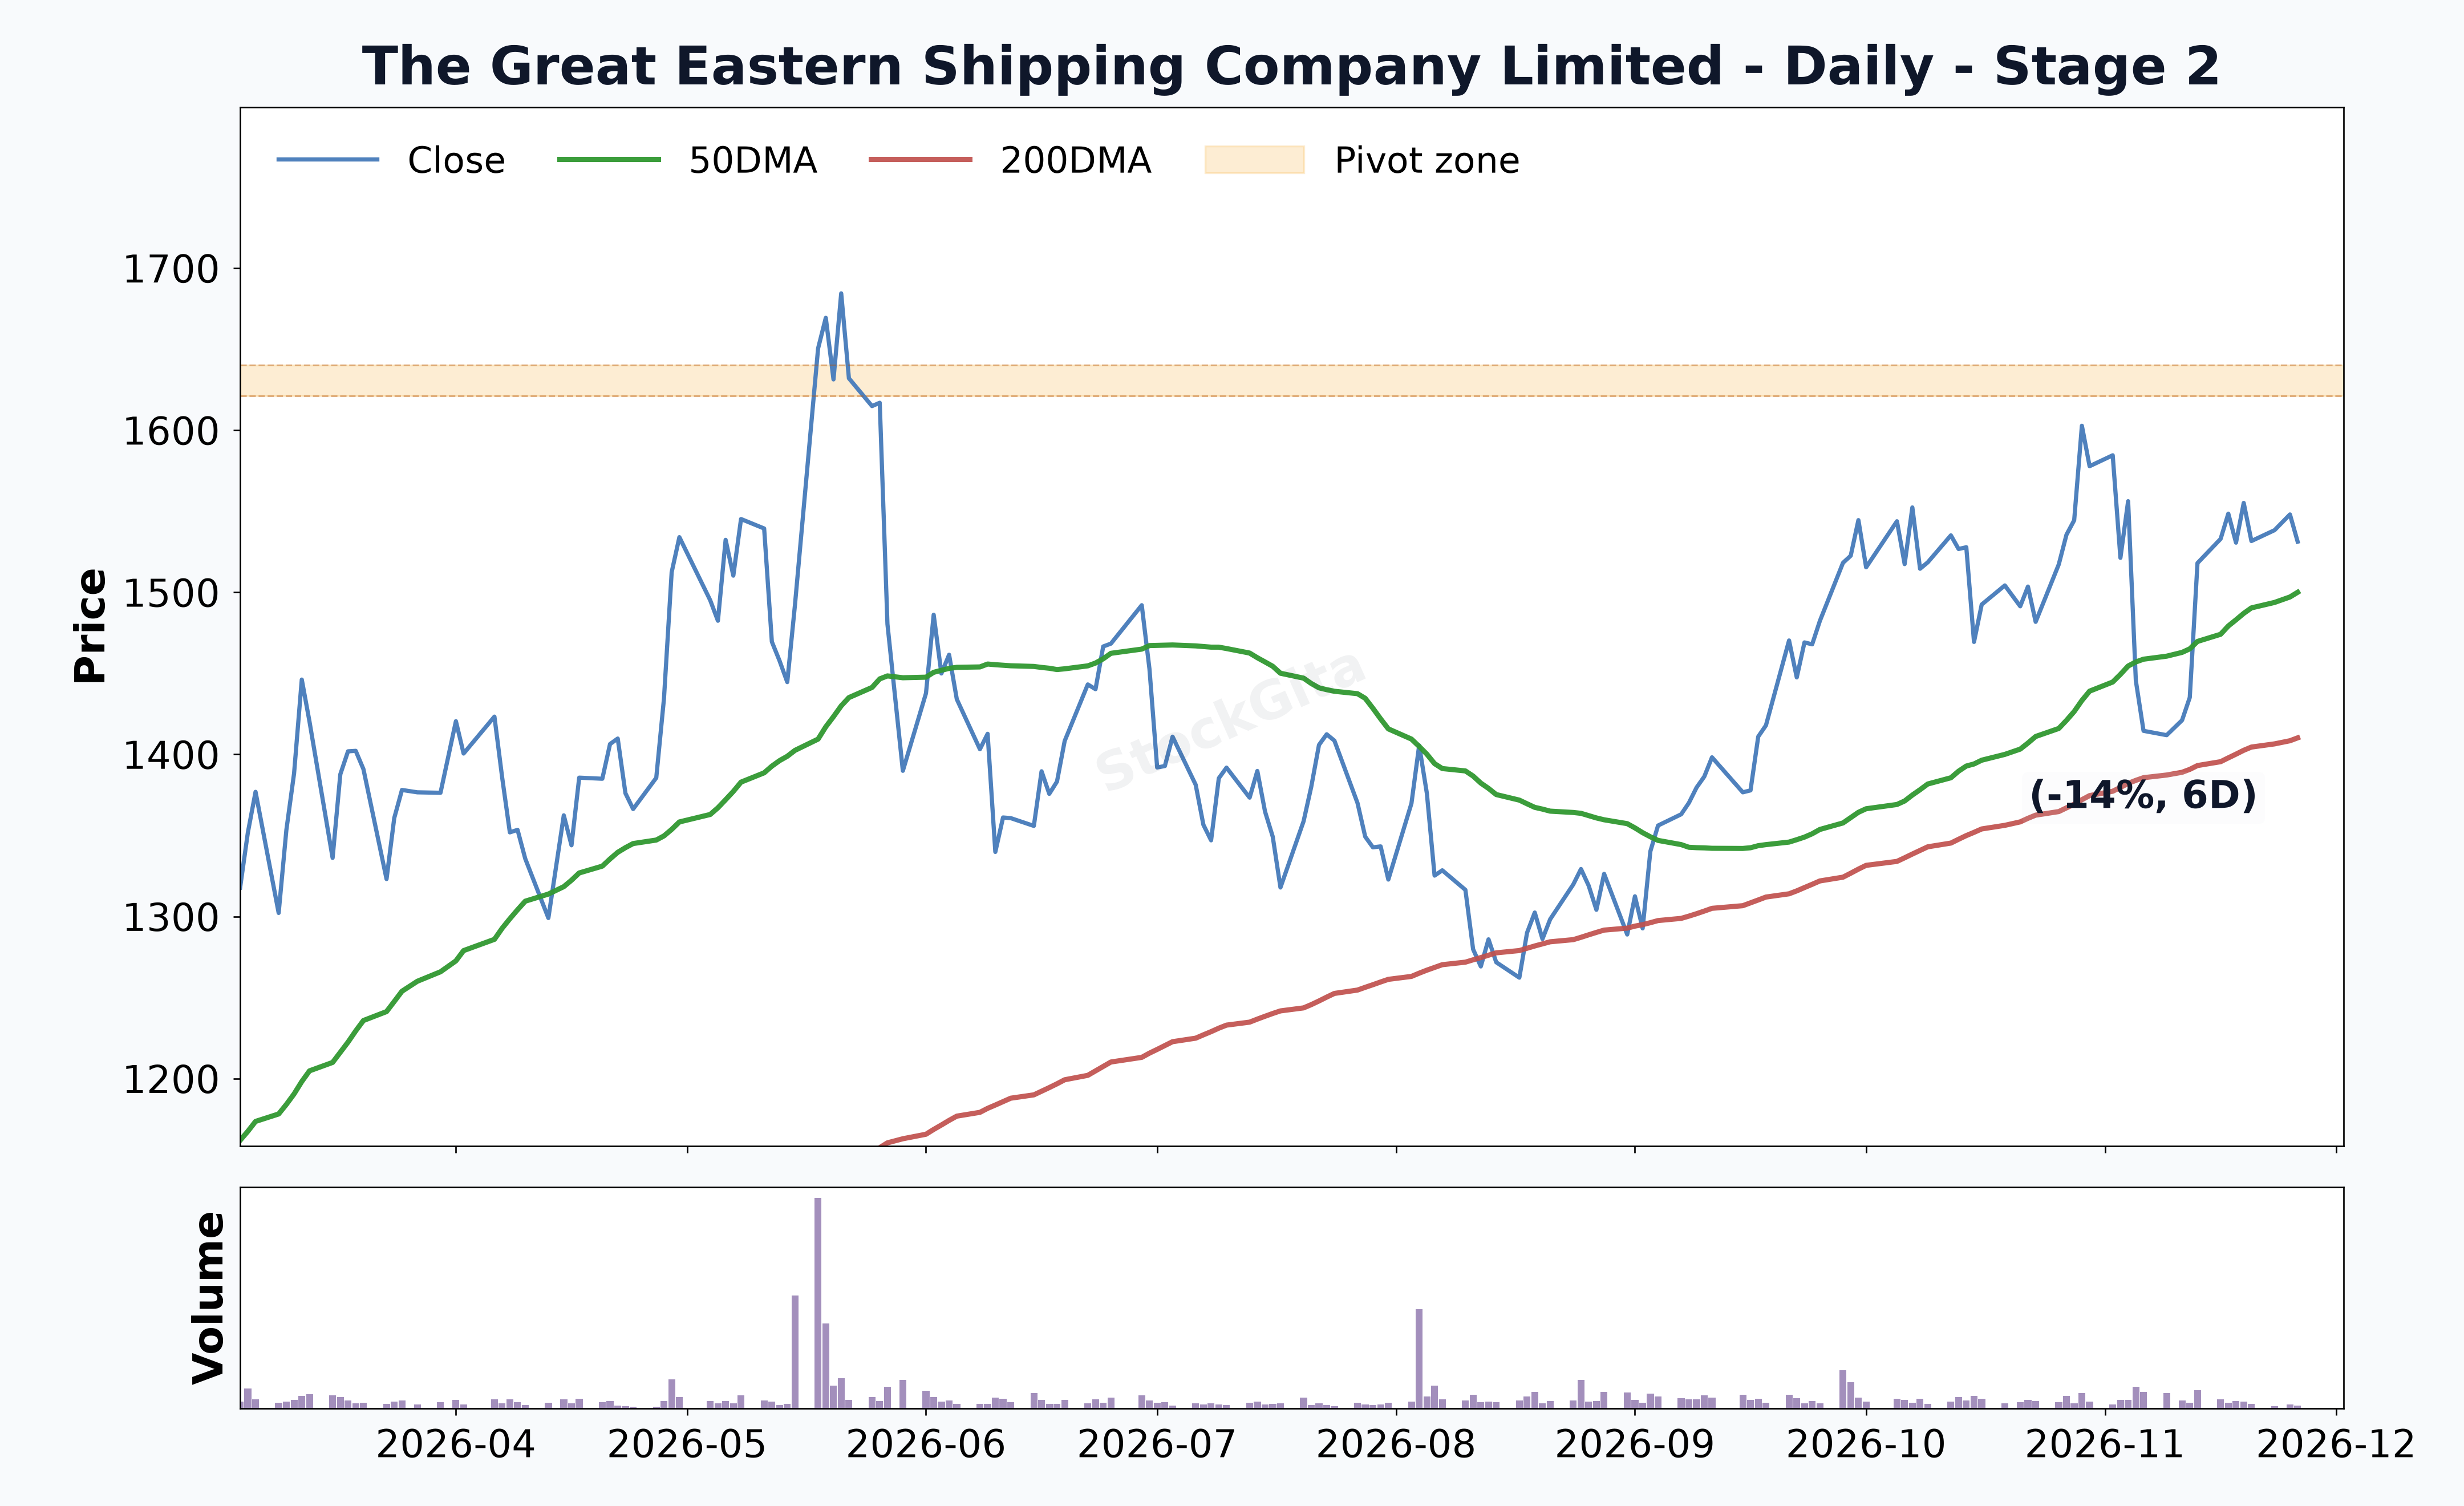 The Great Eastern Shipping Company Limited - Daily - Stage 2
Close 50DMA 200DMA Pivot zone
1700
1600
1500
1400
1300
1200
Price
StockGita
(-14%, 6D)
Volume
2026-04 2026-05 2026-06 2026-07 2026-08 2026-09 2026-10 2026-11 2026-12